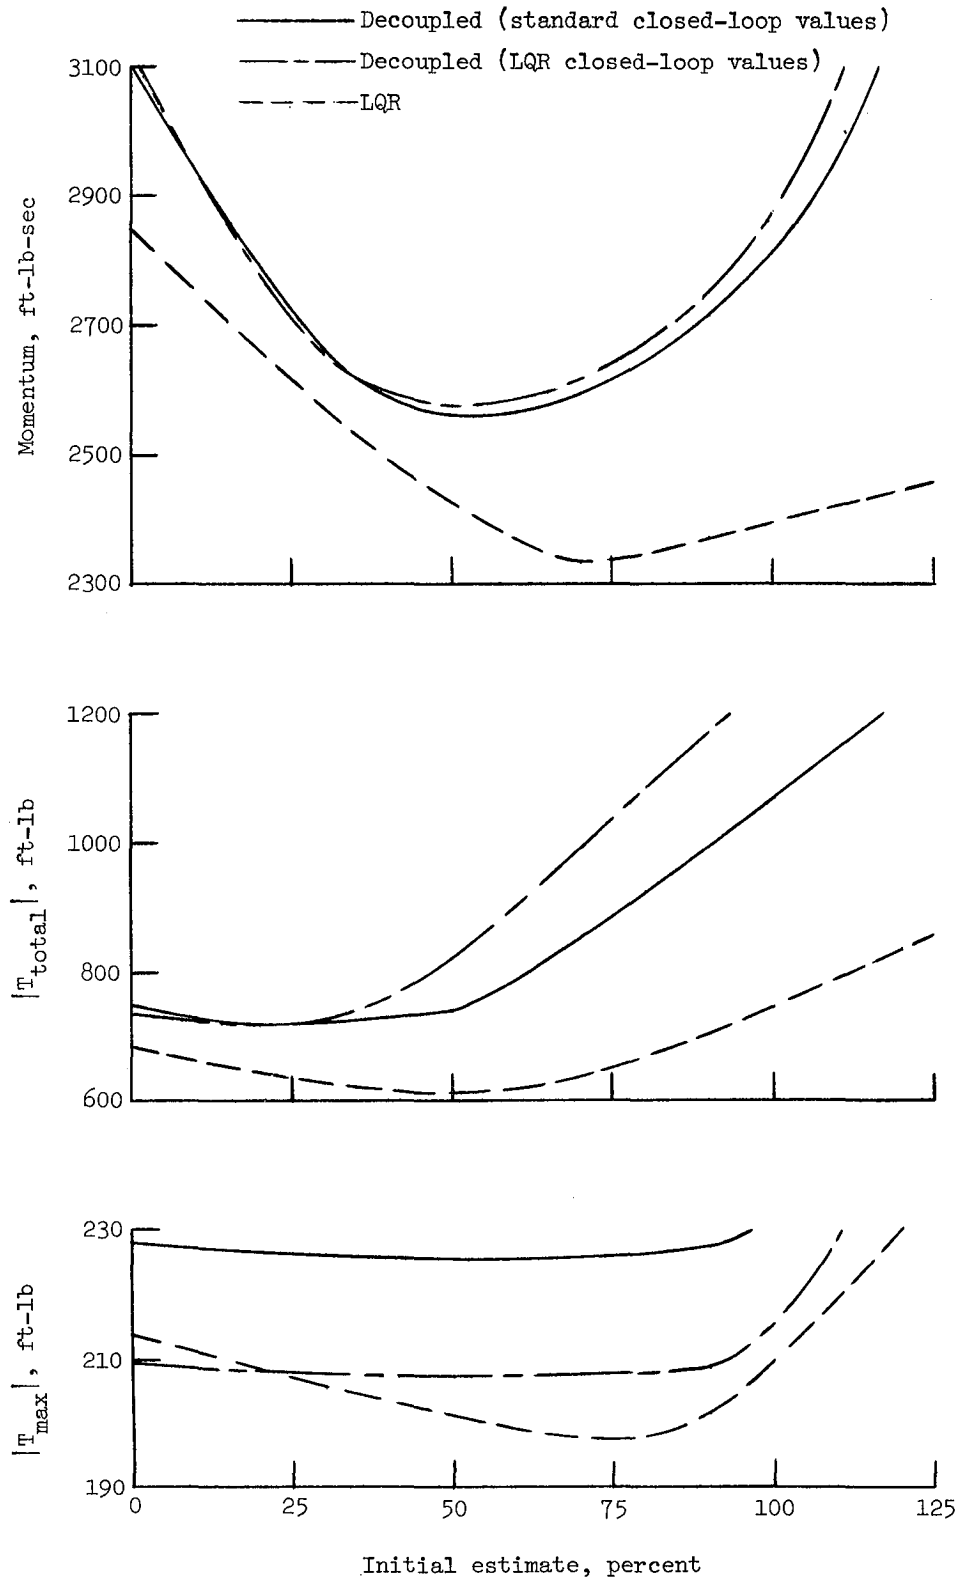 Decoupled (standard closed-loop values)
Decoupled (LQR closed-loop values)
LQR
3100
2900
2700
2500
2300
Momentum, ft-lb-sec
1200
1000
800
600
|T_total|, ft-lb
230
210
190
|T_max|, ft-lb
0 25 50 75 100 125
Initial estimate, percent